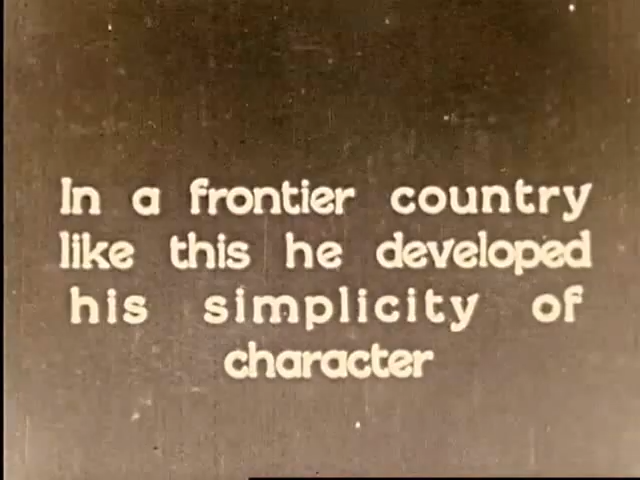 In a frontier country
like this he developed
his simplicity of
character